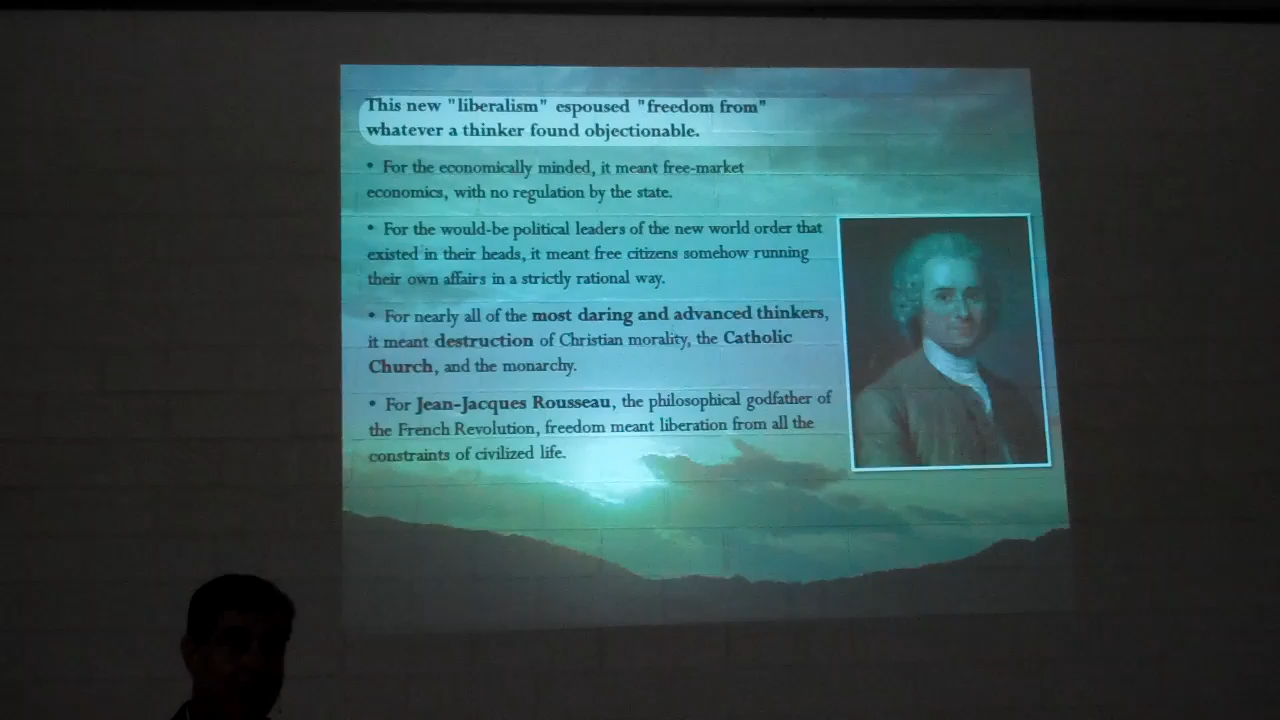 This new "liberalism" espoused "freedom from"
whatever a thinker found objectionable.
• For the economically minded, it meant free-market
economics, with no regulation by the state.
• For the would-be political leaders of the new world order that
existed in their heads, it meant free citizens somehow running
their own affairs in a strictly rational way.
• For nearly all of the most daring and advanced thinkers,
it meant destruction of Christian morality, the Catholic
Church, and the monarchy.
• For Jean-Jacques Rousseau, the philosophical godfather of
the French Revolution, freedom meant liberation from all the
constraints of civilized life.